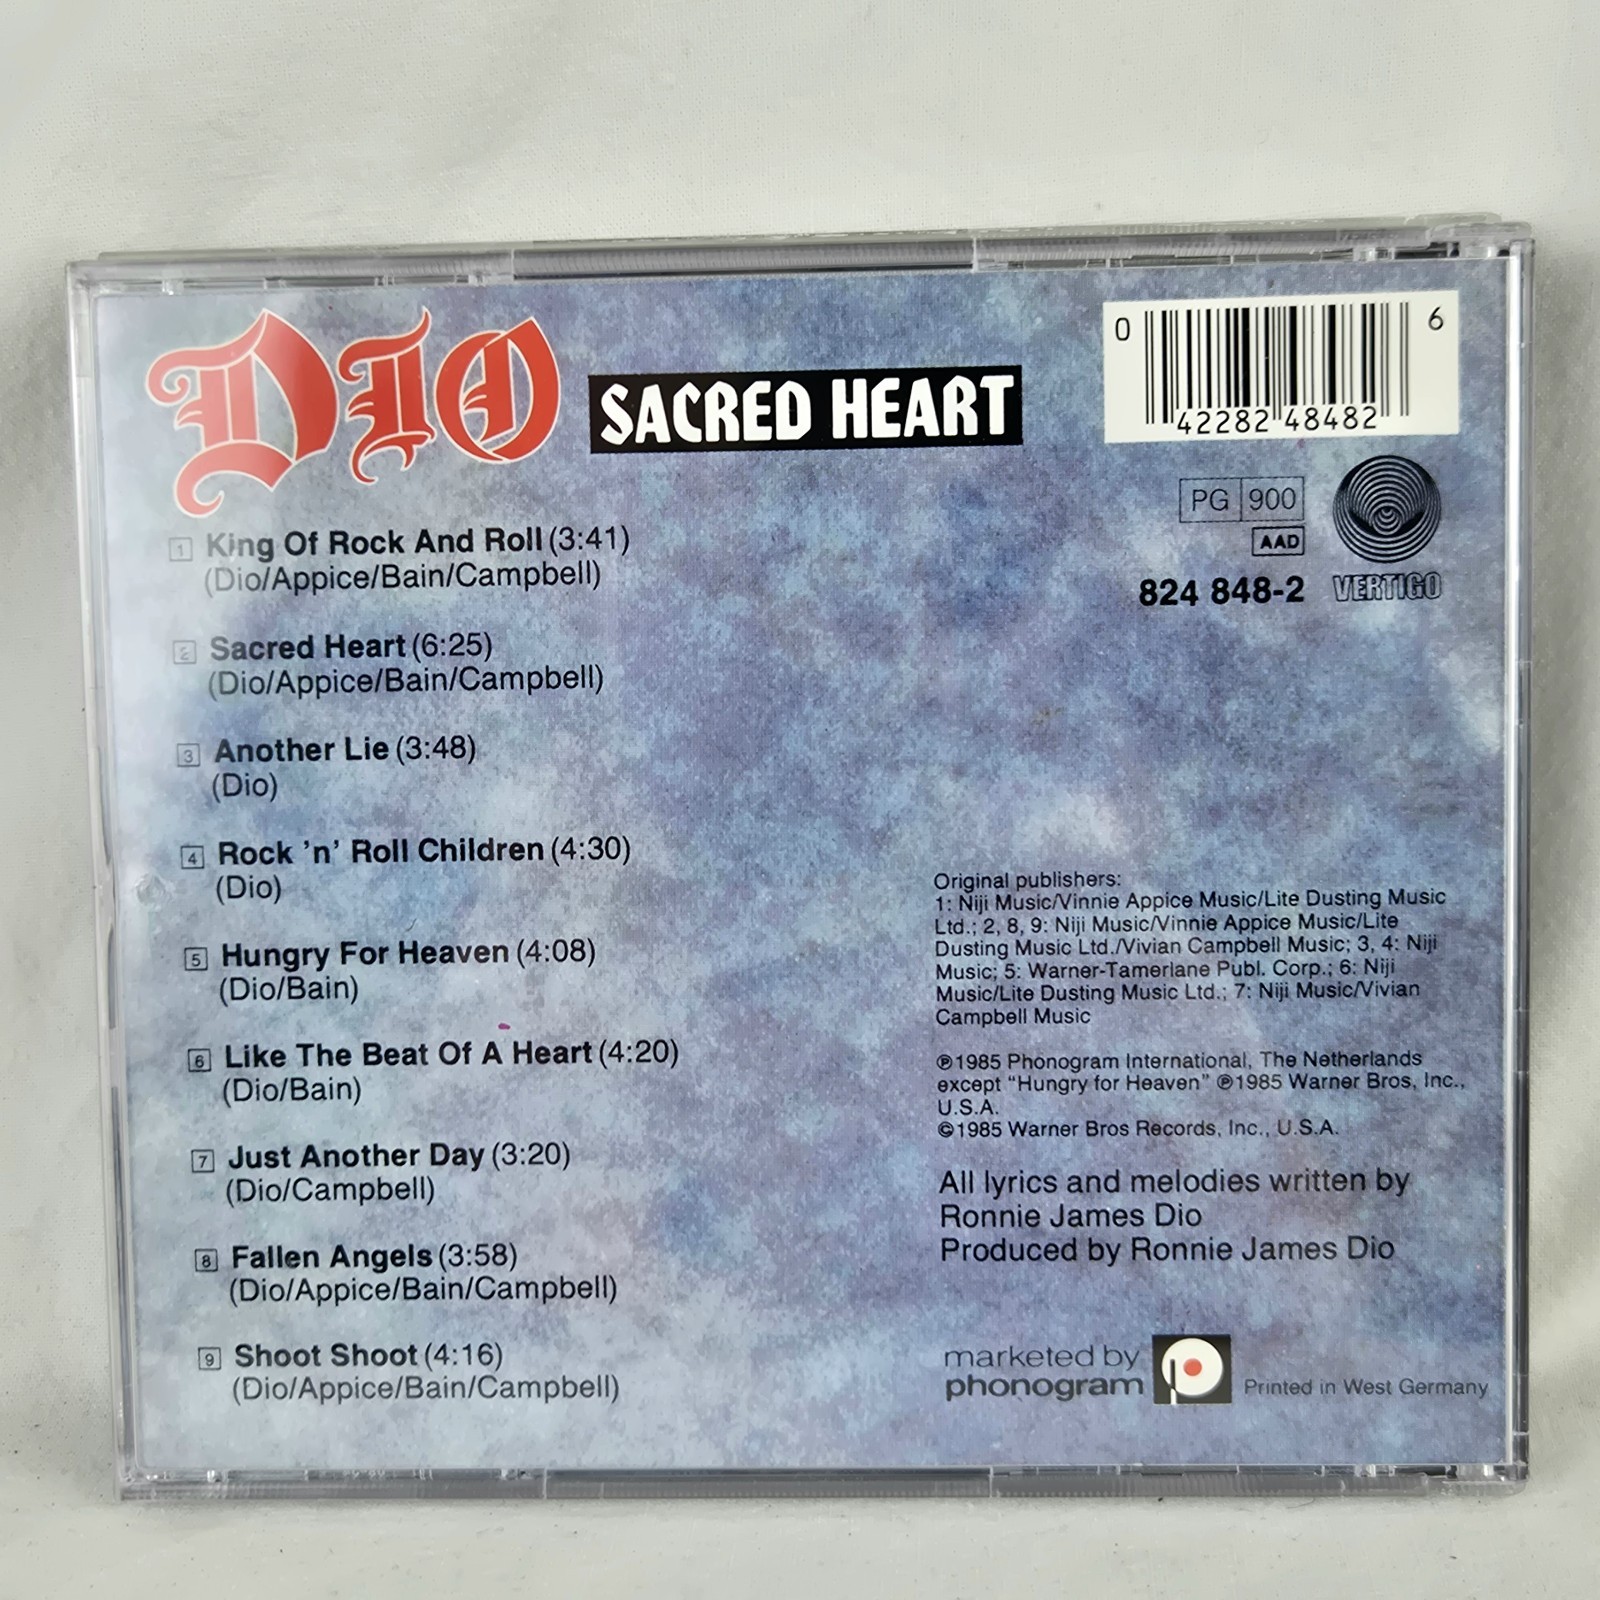 DIO
SACRED HEART
0 42282 48482 6
PG 900
AAD
824 848-2
VERTIGO
1 King Of Rock And Roll (3:41)
(Dio/Appice/Bain/Campbell)
2 Sacred Heart (6:25)
(Dio/Appice/Bain/Campbell)
3 Another Lie (3:48)
(Dio)
4 Rock 'n' Roll Children (4:30)
(Dio)
5 Hungry For Heaven (4:08)
(Dio/Bain)
6 Like The Beat Of A Heart (4:20)
(Dio/Bain)
7 Just Another Day (3:20)
(Dio/Campbell)
8 Fallen Angels (3:58)
(Dio/Appice/Bain/Campbell)
9 Shoot Shoot (4:16)
(Dio/Appice/Bain/Campbell)
Original publishers:
1: Niji Music/Vinnie Appice Music/Lite Dusting Music
Ltd.; 2, 8, 9: Niji Music/Vinnie Appice Music/Lite
Dusting Music Ltd./Vivian Campbell Music; 3, 4: Niji
Music; 5: Warner-Tamerlane Publ. Corp.; 6: Niji
Music/Lite Dusting Music Ltd.; 7: Niji Music/Vivian
Campbell Music
℗1985 Phonogram International, The Netherlands
except “Hungry for Heaven” ℗1985 Warner Bros, Inc.,
U.S.A.
©1985 Warner Bros Records, Inc., U.S.A.
All lyrics and melodies written by
Ronnie James Dio
Produced by Ronnie James Dio
marketed by
phonogram
Printed in West Germany